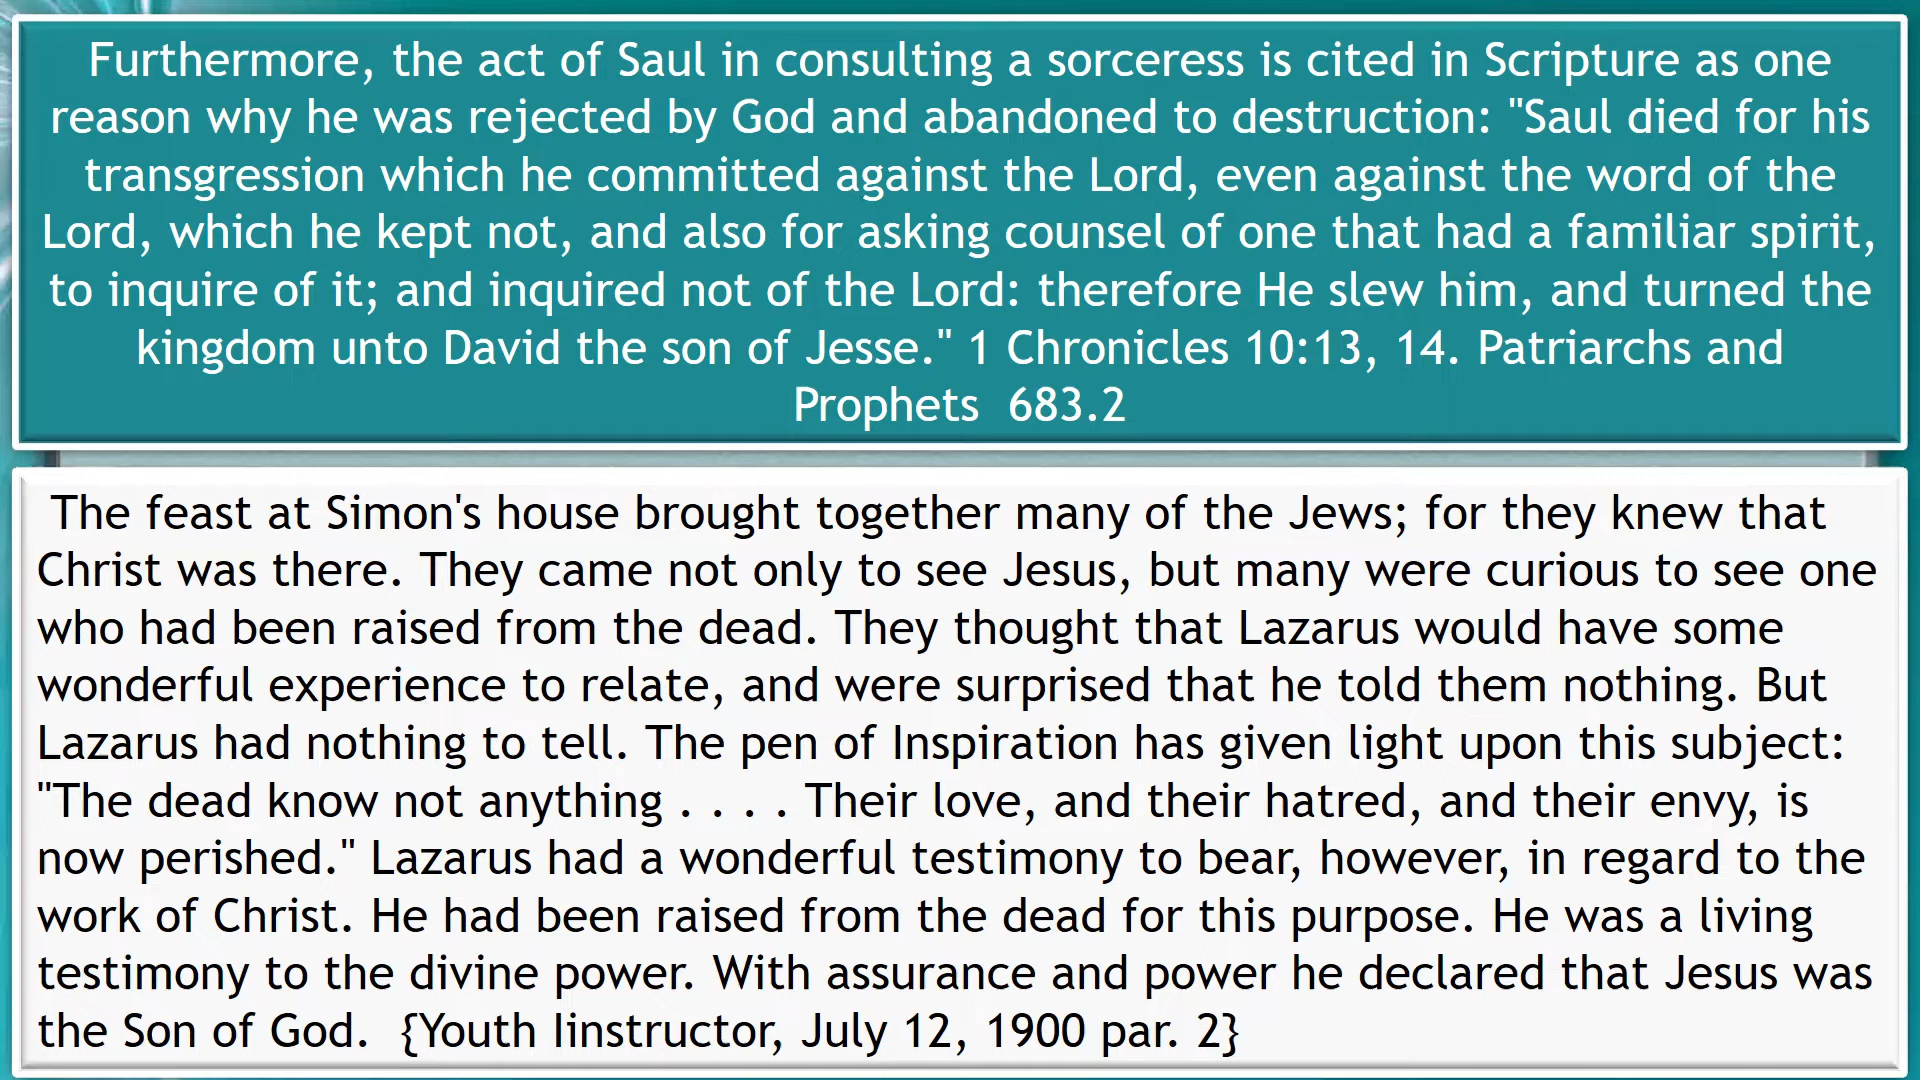 Furthermore, the act of Saul in consulting a sorceress is cited in Scripture as one
reason why he was rejected by God and abandoned to destruction: "Saul died for his
transgression which he committed against the Lord, even against the word of the
Lord, which he kept not, and also for asking counsel of one that had a familiar spirit,
to inquire of it; and inquired not of the Lord: therefore He slew him, and turned the
kingdom unto David the son of Jesse." 1 Chronicles 10:13, 14. Patriarchs and
Prophets  683.2
The feast at Simon's house brought together many of the Jews; for they knew that
Christ was there. They came not only to see Jesus, but many were curious to see one
who had been raised from the dead. They thought that Lazarus would have some
wonderful experience to relate, and were surprised that he told them nothing. But
Lazarus had nothing to tell. The pen of Inspiration has given light upon this subject:
"The dead know not anything . . . . Their love, and their hatred, and their envy, is
now perished." Lazarus had a wonderful testimony to bear, however, in regard to the
work of Christ. He had been raised from the dead for this purpose. He was a living
testimony to the divine power. With assurance and power he declared that Jesus was
the Son of God.  {Youth Iinstructor, July 12, 1900 par. 2}